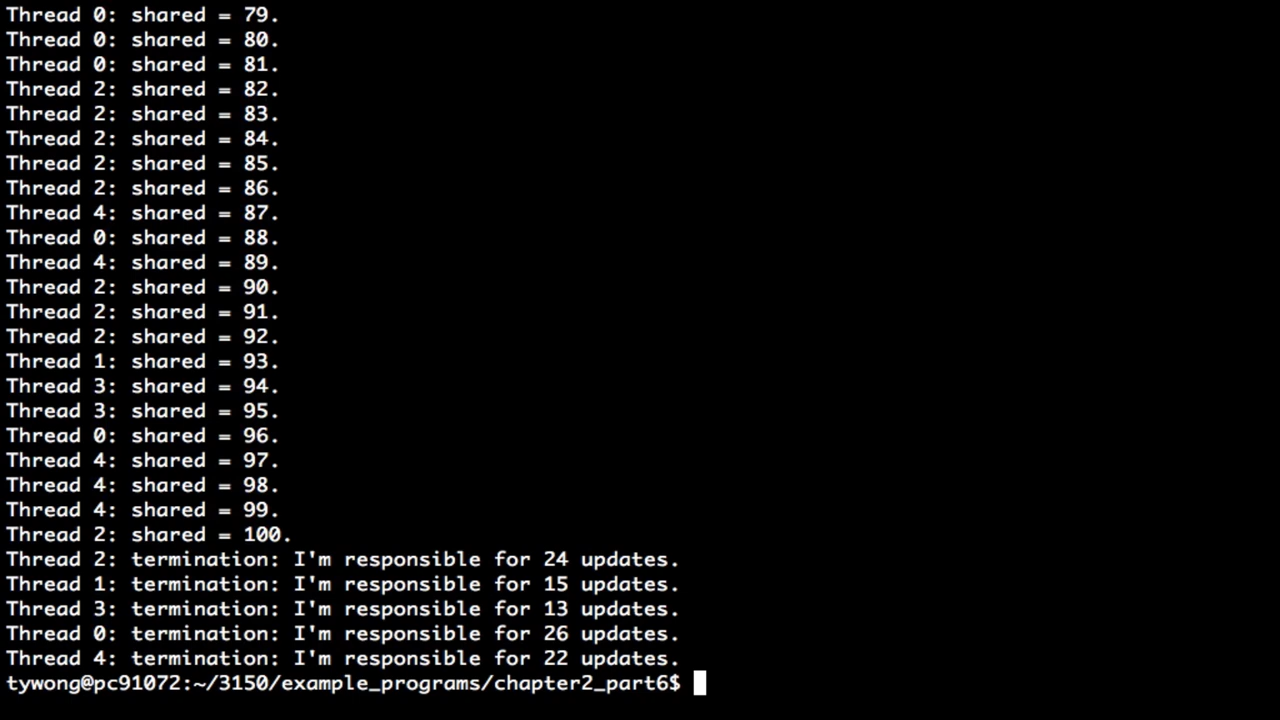 Thread 0: shared = 79.
Thread 0: shared = 80.
Thread 0: shared = 81.
Thread 2: shared = 82.
Thread 2: shared = 83.
Thread 2: shared = 84.
Thread 2: shared = 85.
Thread 2: shared = 86.
Thread 4: shared = 87.
Thread 0: shared = 88.
Thread 4: shared = 89.
Thread 2: shared = 90.
Thread 2: shared = 91.
Thread 2: shared = 92.
Thread 1: shared = 93.
Thread 3: shared = 94.
Thread 3: shared = 95.
Thread 0: shared = 96.
Thread 4: shared = 97.
Thread 4: shared = 98.
Thread 4: shared = 99.
Thread 2: shared = 100.
Thread 2: termination: I'm responsible for 24 updates.
Thread 1: termination: I'm responsible for 15 updates.
Thread 3: termination: I'm responsible for 13 updates.
Thread 0: termination: I'm responsible for 26 updates.
Thread 4: termination: I'm responsible for 22 updates.
tywong@pc91072:~/3150/example_programs/chapter2_part6$